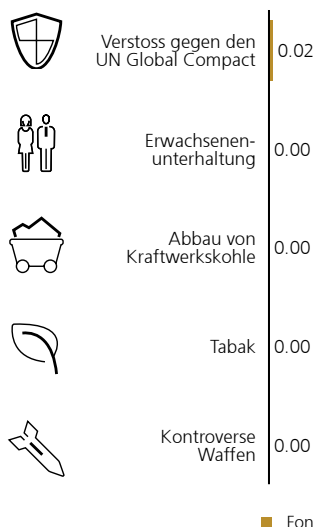 Verstoss gegen den
UN Global Compact
0.02
Erwachsenen-
unterhaltung
0.00
Abbau von
Kraftwerkskohle
0.00
Tabak
0.00
Kontroverse
Waffen
0.00